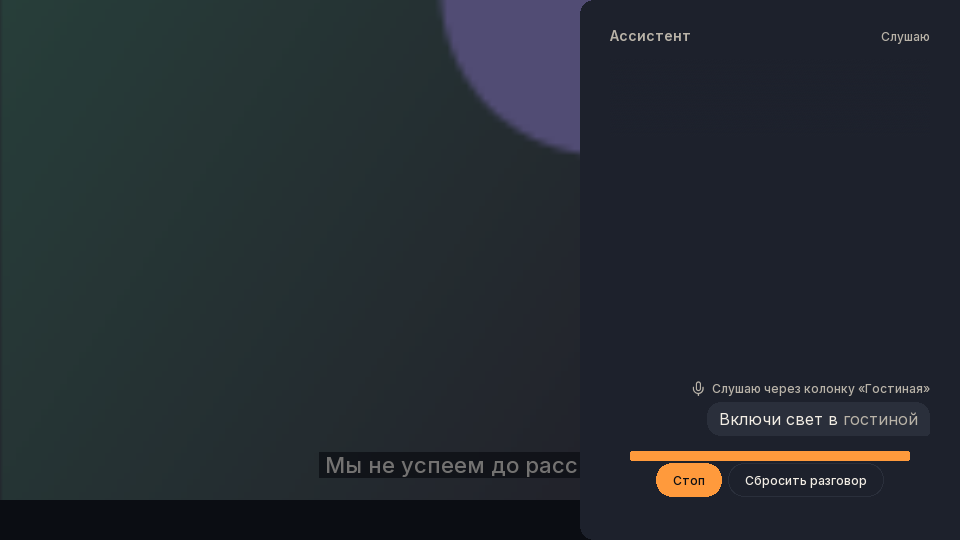 Ассистент
Слушаю
Слушаю через колонку «Гостиная»
Включи свет в гостиной
Мы не успеем до расс
Стоп
Сбросить разговор